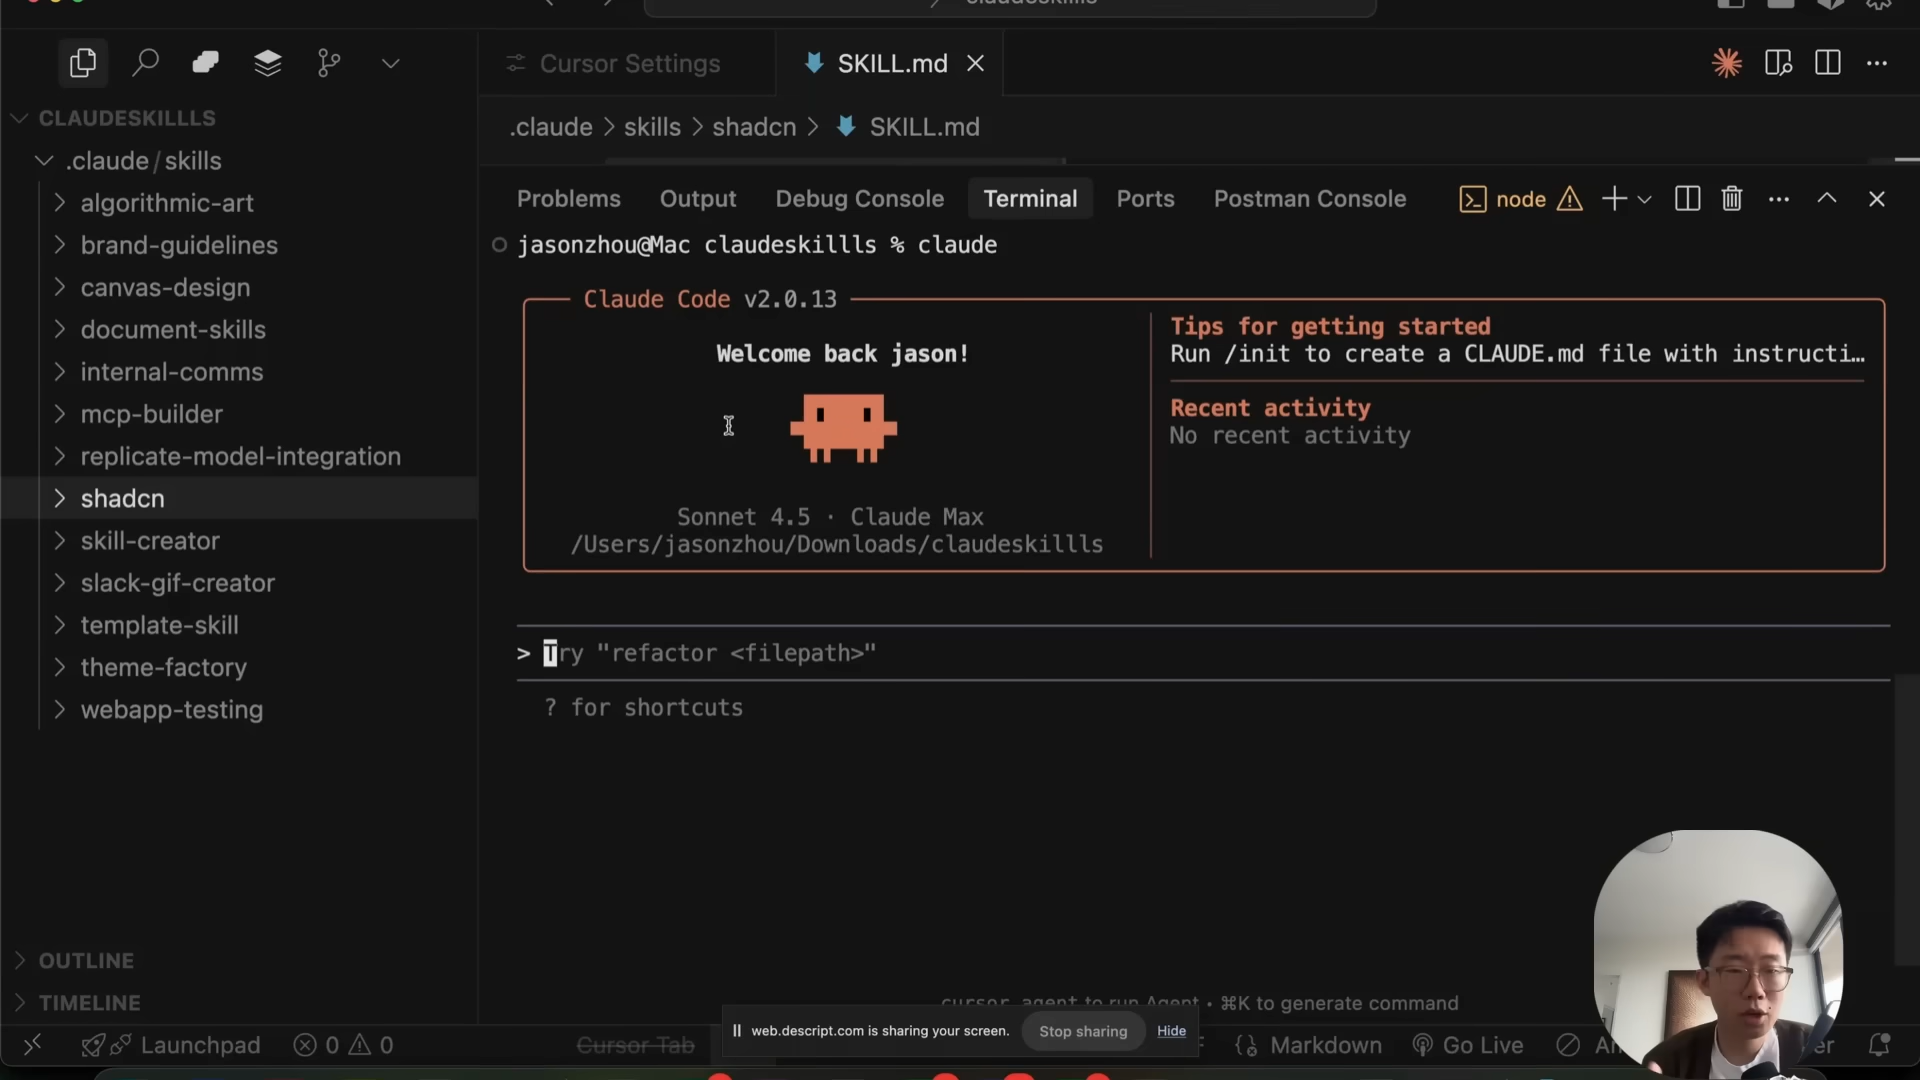 Cursor Settings
SKILL.md
CLAUDESKILLLS
.claude > skills > shadcn > SKILL.md
.claude/skills
algorithmic-art
brand-guidelines
canvas-design
document-skills
internal-comms
mcp-builder
replicate-model-integration
shadcn
skill-creator
slack-gif-creator
template-skill
theme-factory
webapp-testing
OUTLINE
TIMELINE
Problems Output Debug Console Terminal Ports Postman Console node
jasonzhou@Mac claudeskillls % claude
Claude Code v2.0.13
Welcome back jason!
Sonnet 4.5 · Claude Max
/Users/jasonzhou/Downloads/claudeskillls
Tips for getting started
Run /init to create a CLAUDE.md file with instructi…
Recent activity
No recent activity
> Try "refactor <filepath>"
? for shortcuts
cursor agent to run Agent • ⌘K to generate command
web.descript.com is sharing your screen. Stop sharing Hide
Launchpad 0 0 Cursor Tab {} Markdown Go Live